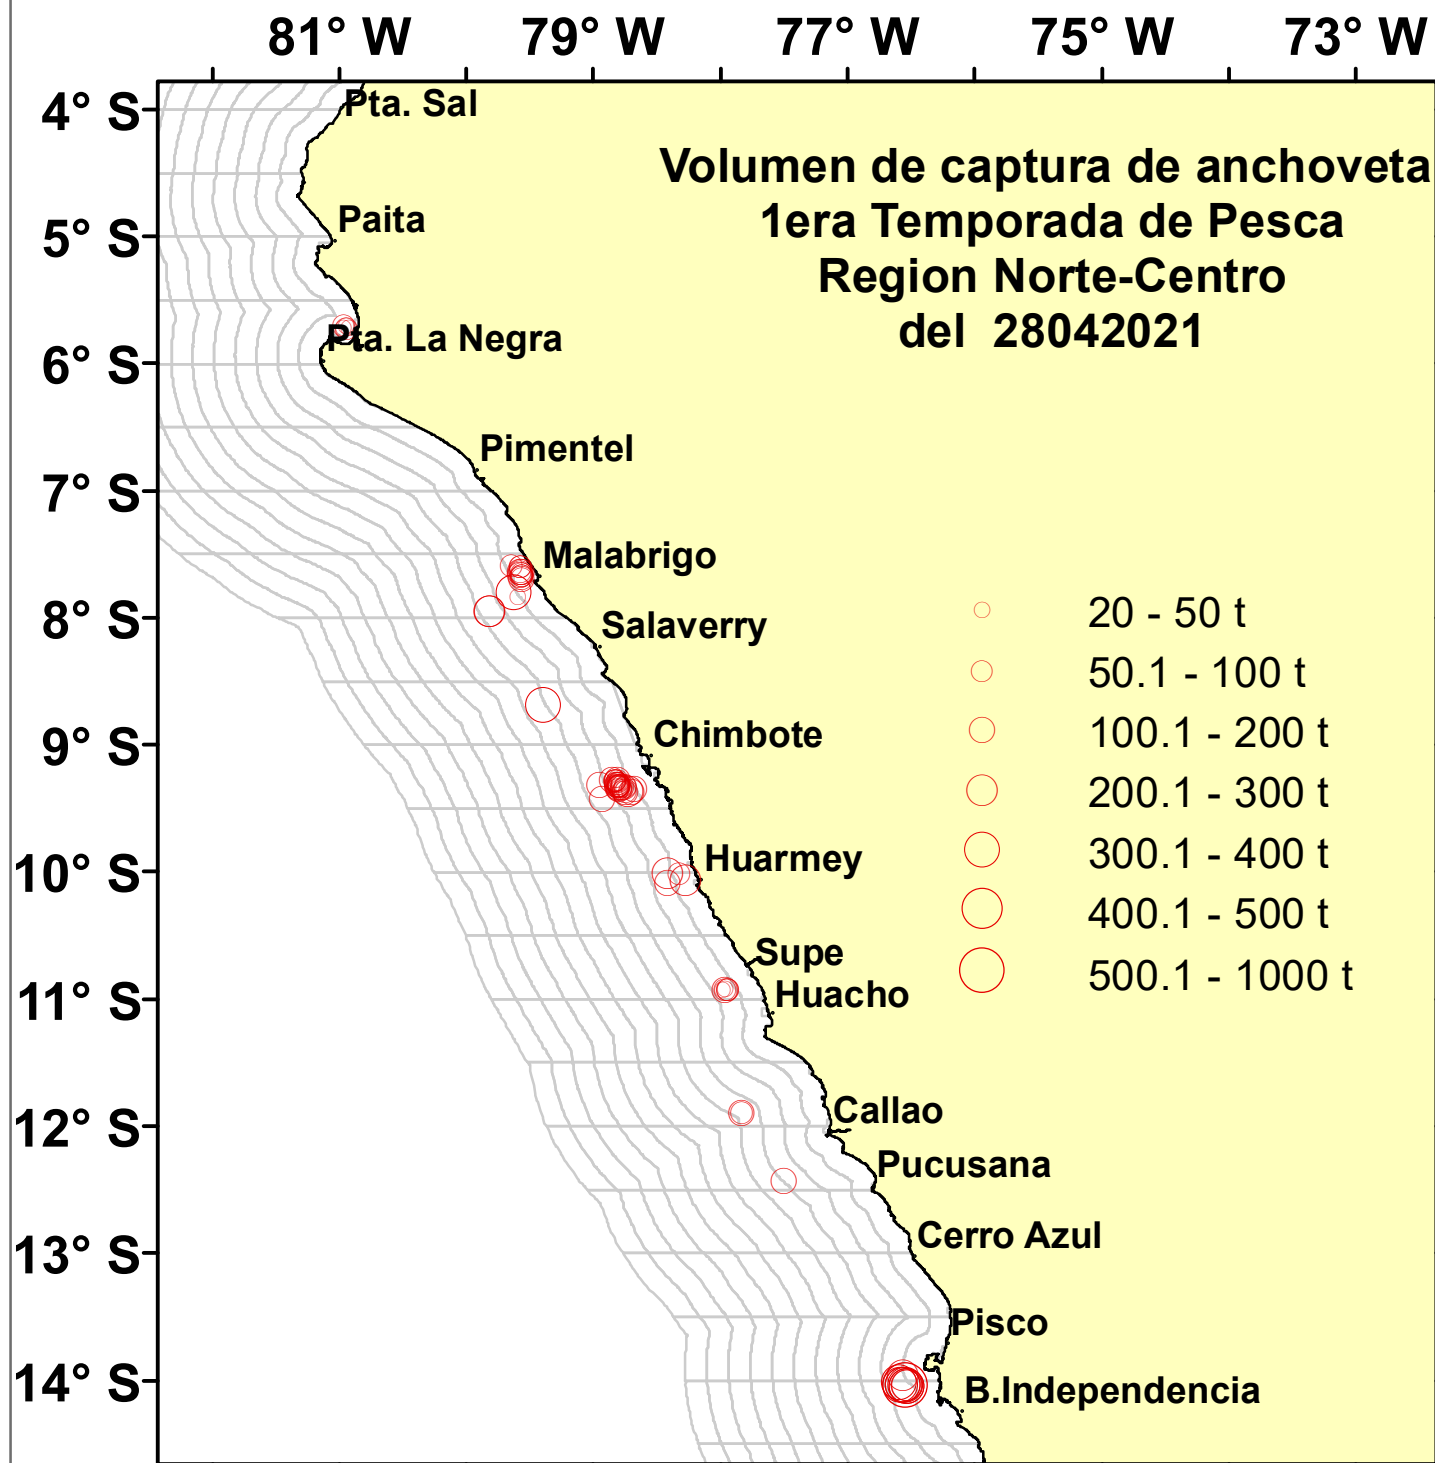 81° W 79° W 77° W 75° W 73° W
4° S
Pta. Sal
Volumen de captura de anchoveta
1era Temporada de Pesca
Region Norte-Centro
del 28042021
Paita
5° S
Pta. La Negra
6° S
Pimentel
7° S
Malabrigo
8° S
Salaverry
20 - 50 t
50.1 - 100 t
100.1 - 200 t
200.1 - 300 t
300.1 - 400 t
400.1 - 500 t
500.1 - 1000 t
Chimbote
9° S
Huarmey
10° S
Supe
Huacho
11° S
Callao
12° S
Pucusana
Cerro Azul
13° S
Pisco
14° S
B.Independencia